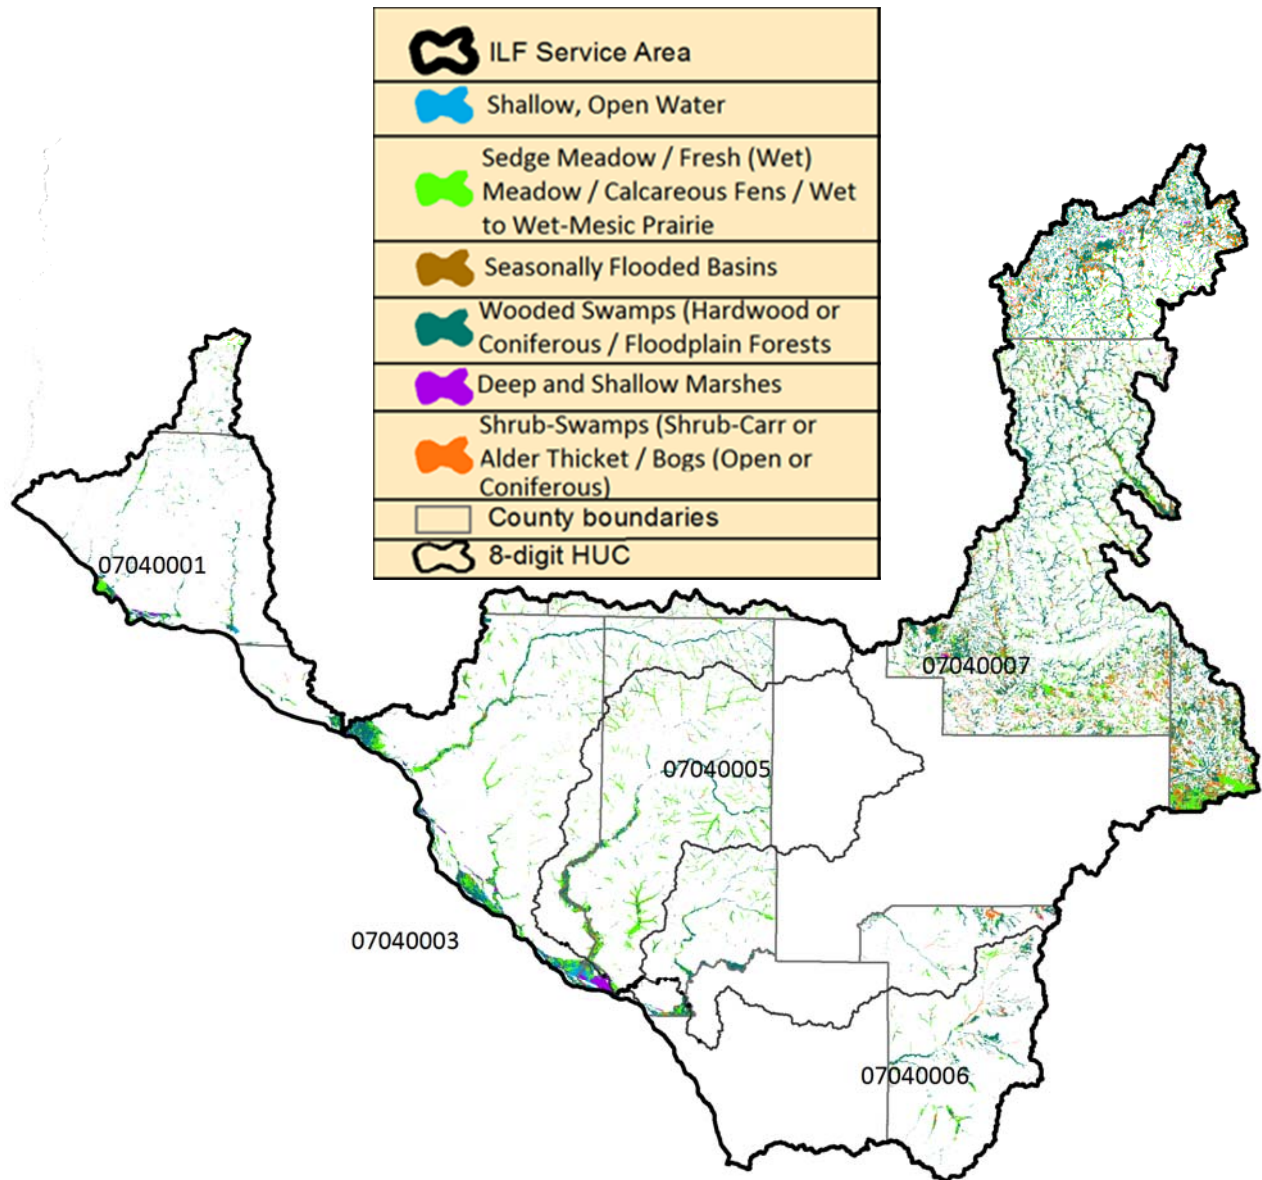 ILF Service Area
Shallow, Open Water
Sedge Meadow / Fresh (Wet)
Meadow / Calcareous Fens / Wet
to Wet-Mesic Prairie
Seasonally Flooded Basins
Wooded Swamps (Hardwood or
Coniferous / Floodplain Forests
Deep and Shallow Marshes
Shrub-Swamps (Shrub-Carr or
Alder Thicket / Bogs (Open or
Coniferous)
County boundaries
8-digit HUC
07040001
07040007
07040005
07040003
07040006